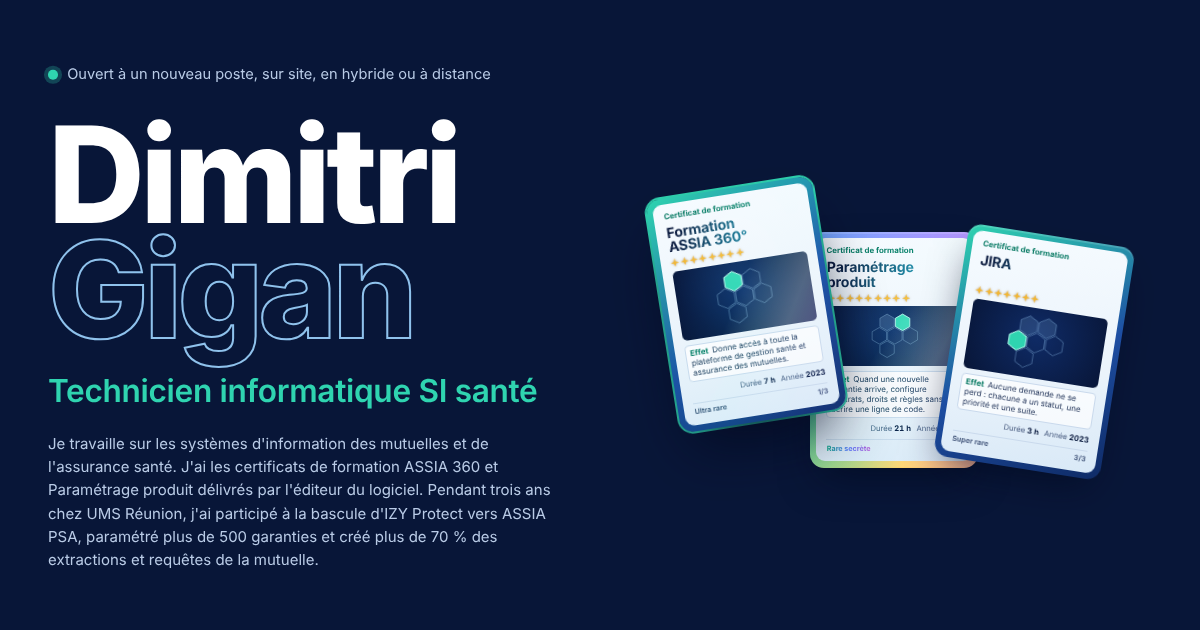 Ouvert à un nouveau poste, sur site, en hybride ou à distance
Dimitri
Gigan
Technicien informatique SI santé
Je travaille sur les systèmes d'information des mutuelles et de
l'assurance santé. J'ai les certificats de formation ASSIA 360 et
Paramétrage produit délivrés par l'éditeur du logiciel. Pendant trois ans
chez UMS Réunion, j'ai participé à la bascule d'IZY Protect vers ASSIA
PSA, paramétré plus de 500 garanties et créé plus de 70 % des
extractions et requêtes de la mutuelle.
Certificat de formation
Formation
ASSIA 360°
Effet Donne accès à toute la
plateforme de gestion santé et
assurance des mutuelles.
Durée 7 h Année 2023
Ultra rare 1/3
Certificat de formation
Paramétrage
produit
Quand une nouvelle
arrive, configure
droits et règles sans
une ligne de code.
Durée 21 h
Rare secrète
Certificat de formation
JIRA
Effet Aucune demande ne se
perd : chacune a un statut, une
priorité et une suite.
Durée 3 h Année 2023
Super rare 3/3